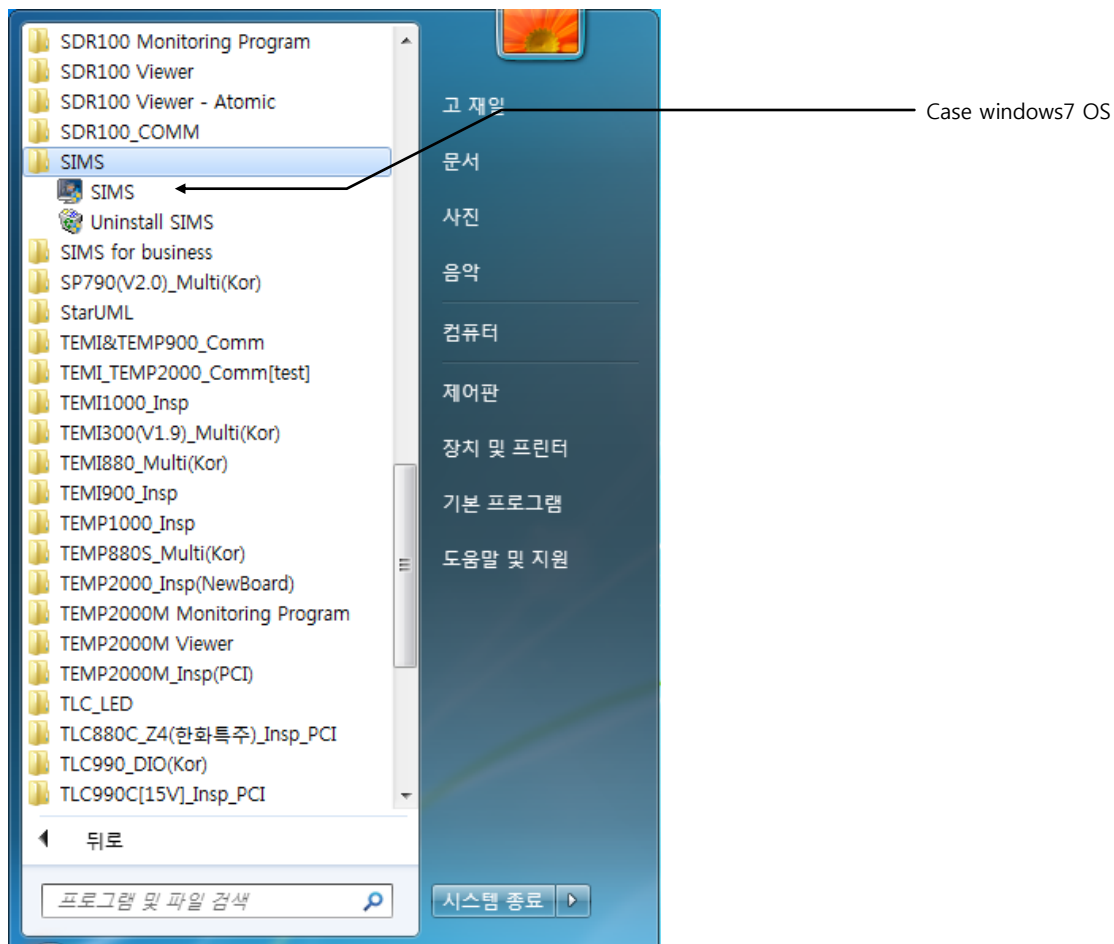 SDR100 Monitoring Program
SDR100 Viewer
SDR100 Viewer - Atomic
SDR100_COMM
SIMS
SIMS
Uninstall SIMS
SIMS for business
SP790(V2.0)_Multi(Kor)
StarUML
TEMI&TEMP900_Comm
TEMI_TEMP2000_Comm[test]
TEMI1000_Insp
TEMI300(V1.9)_Multi(Kor)
TEMI880_Multi(Kor)
TEMI900_Insp
TEMP1000_Insp
TEMP880S_Multi(Kor)
TEMP2000_Insp(NewBoard)
TEMP2000M Monitoring Program
TEMP2000M Viewer
TEMP2000M_Insp(PCI)
TLC_LED
TLC880C_Z4(한화특주)_Insp_PCI
TLC990_DIO(Kor)
TLC990C[15V]_Insp_PCI
뒤로
프로그램 및 파일 검색
고 재일
문서
사진
음악
컴퓨터
제어판
장치 및 프린터
기본 프로그램
도움말 및 지원
시스템 종료
Case windows7 OS